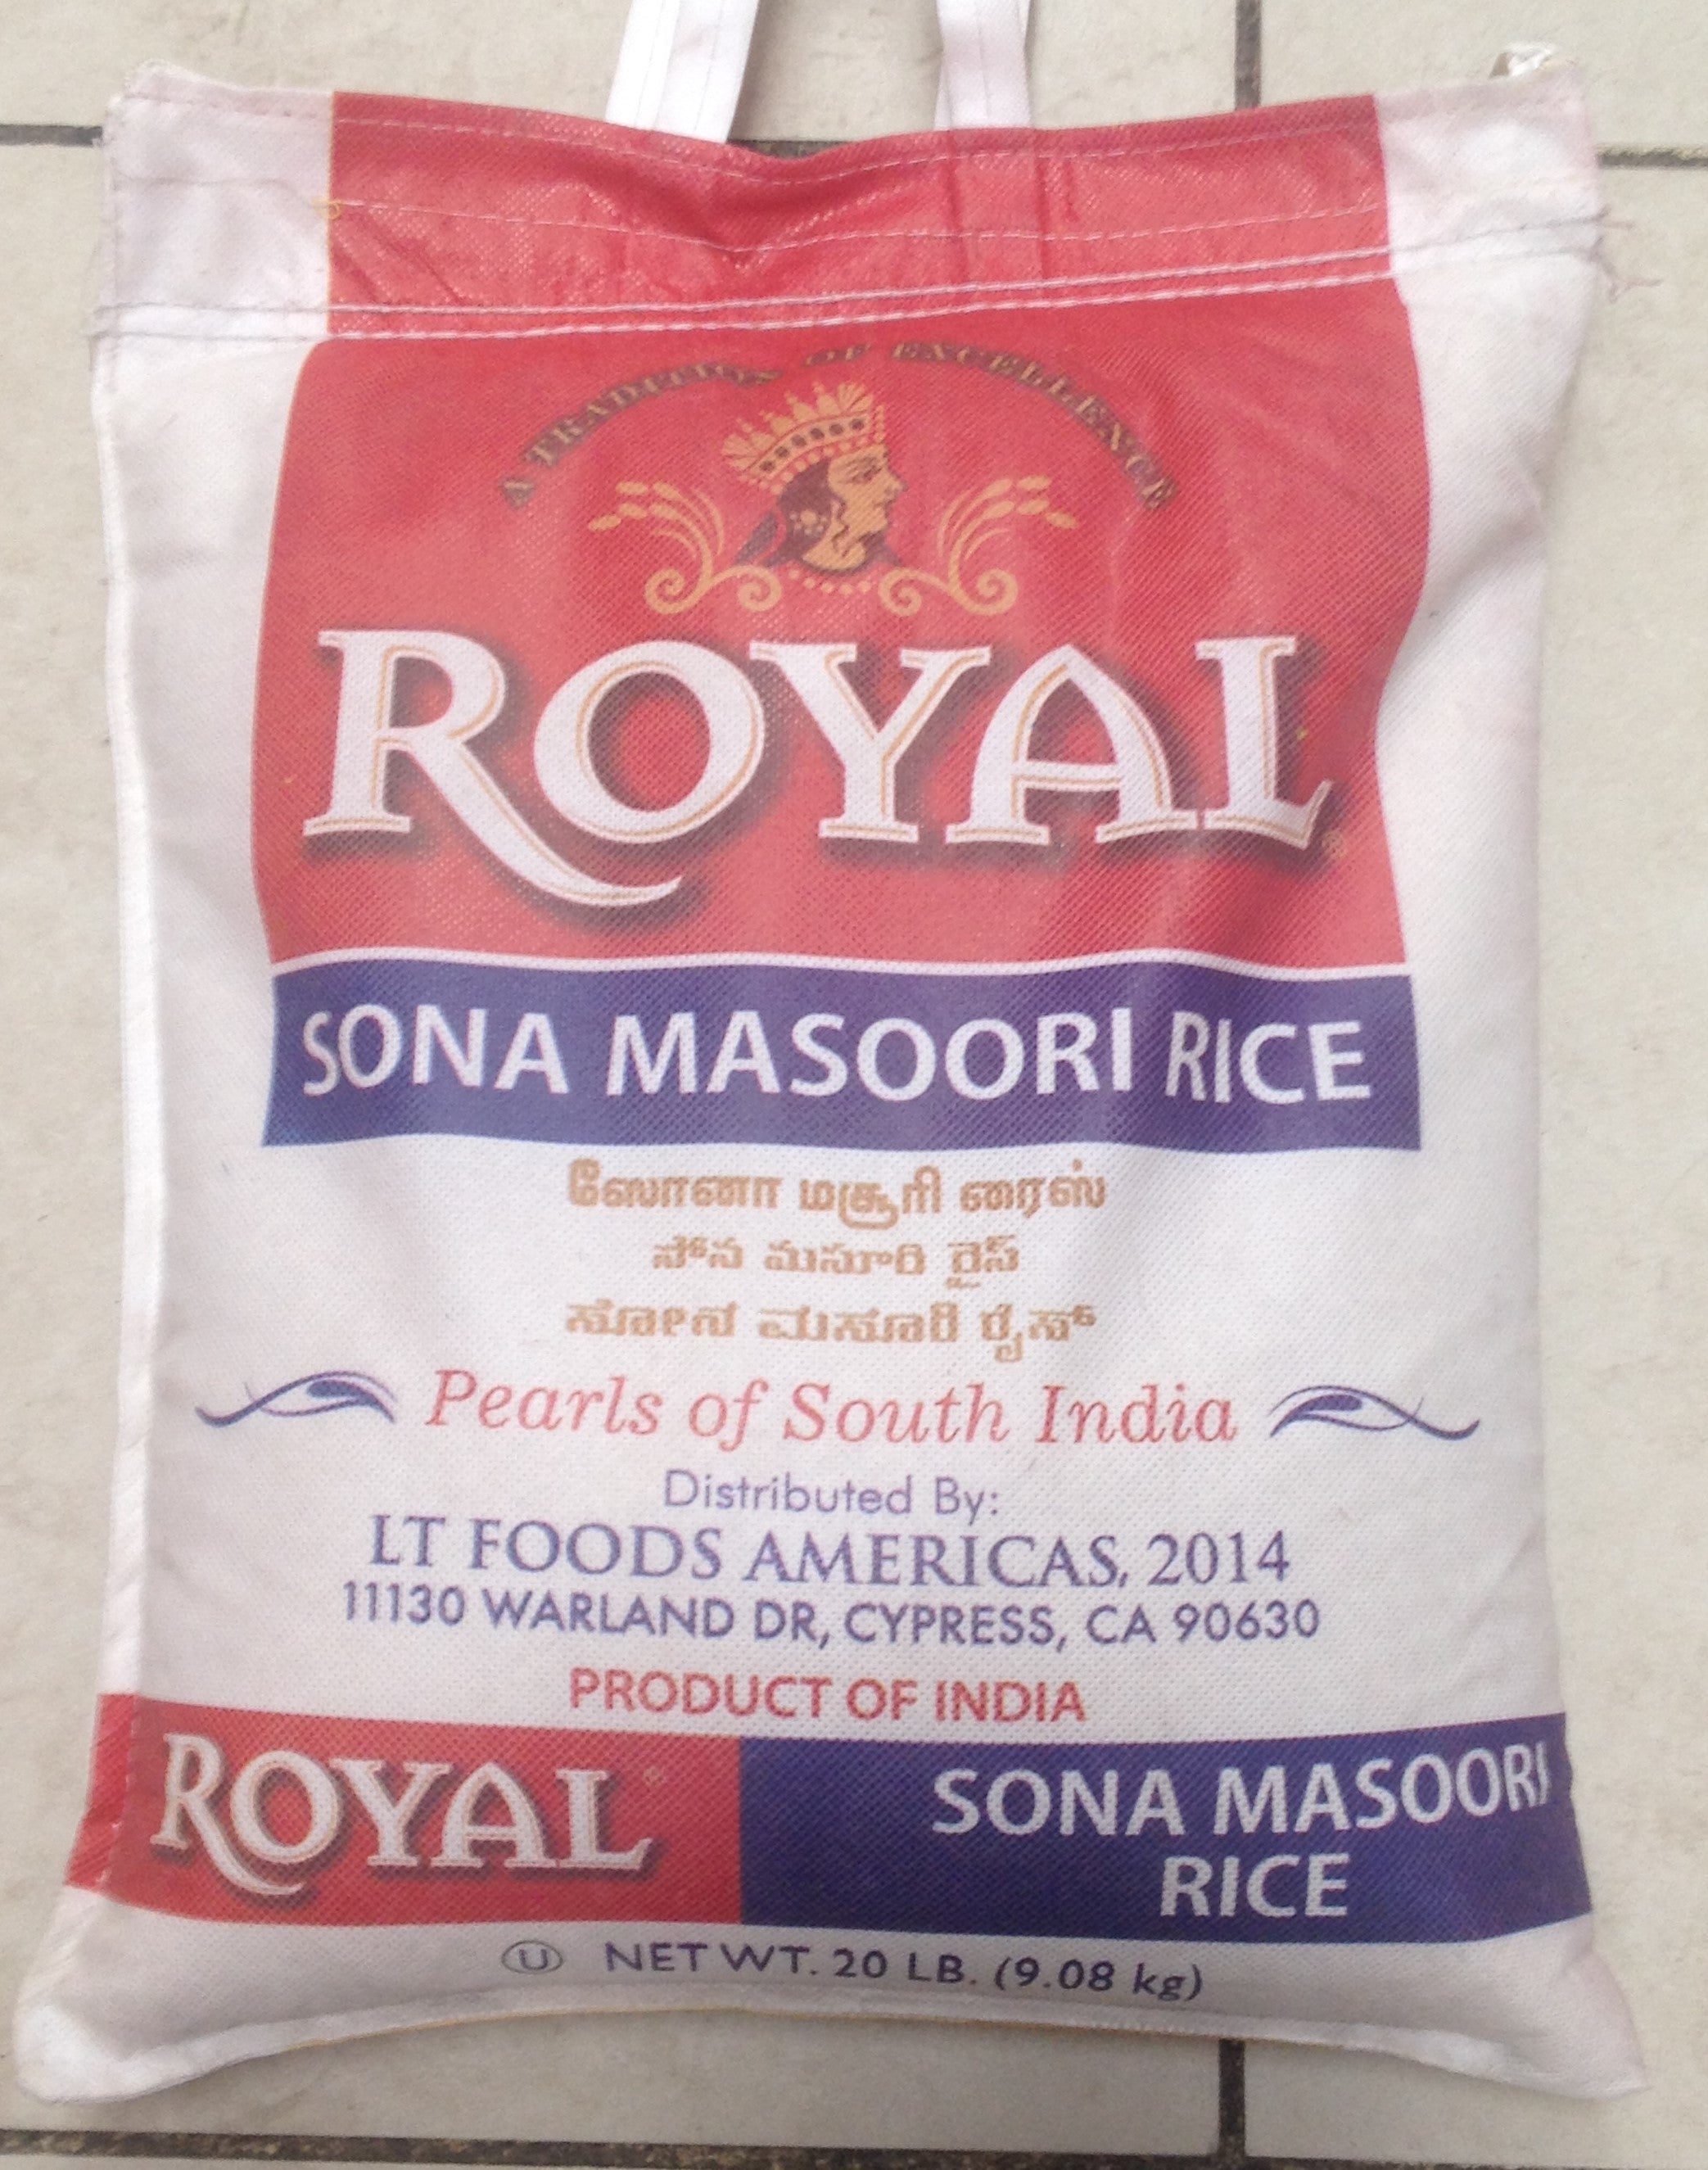 A TRADITION OF EXCELLENCE
ROYAL®
SONA MASOORI RICE
ஸோனா மசூரி ரைஸ்
సోన మసూరి రైస్
ಸೋನ ಮಸೂರಿ ರೈಸ್
Pearls of South India
Distributed By:
LT FOODS AMERICAS, 2014
11130 WARLAND DR, CYPRESS, CA 90630
PRODUCT OF INDIA
ROYAL®
SONA MASOORI
RICE
Ⓤ NET WT. 20 LB. (9.08 kg)